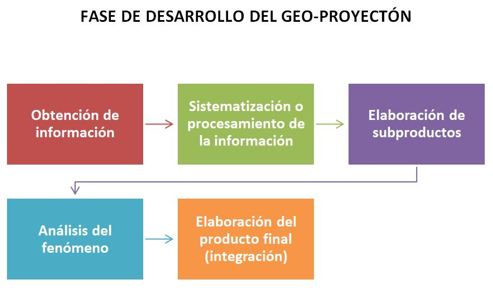 FASE DE DESARROLLO DEL GEO-PROYECTÓN
Obtención de
información
Sistematización o
procesamiento de
la información
Elaboración de
subproductos
Análisis del
fenómeno
Elaboración del
producto final
(integración)